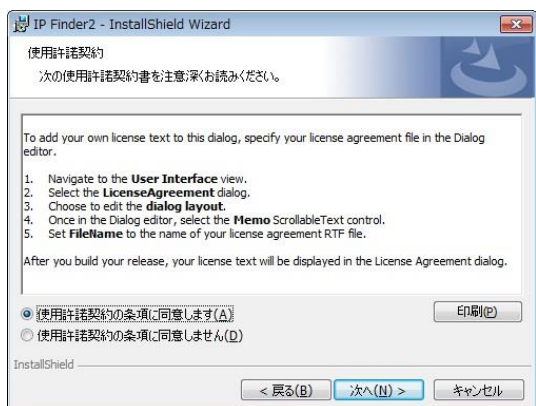 IP Finder2 - InstallShield Wizard
使用許諾契約
次の使用許諾契約書を注意深くお読みください。
To add your own license text to this dialog, specify your license agreement file in the Dialog
editor.
1. Navigate to the User Interface view.
2. Select the LicenseAgreement dialog.
3. Choose to edit the dialog layout.
4. Once in the Dialog editor, select the Memo ScrollableText control.
5. Set FileName to the name of your license agreement RTF file.
After you build your release, your license text will be displayed in the License Agreement dialog.
使用許諾契約の条項に同意します(A)
印刷(P)
使用許諾契約の条項に同意しません(D)
InstallShield
< 戻る(B) 次へ(N) > キャンセル